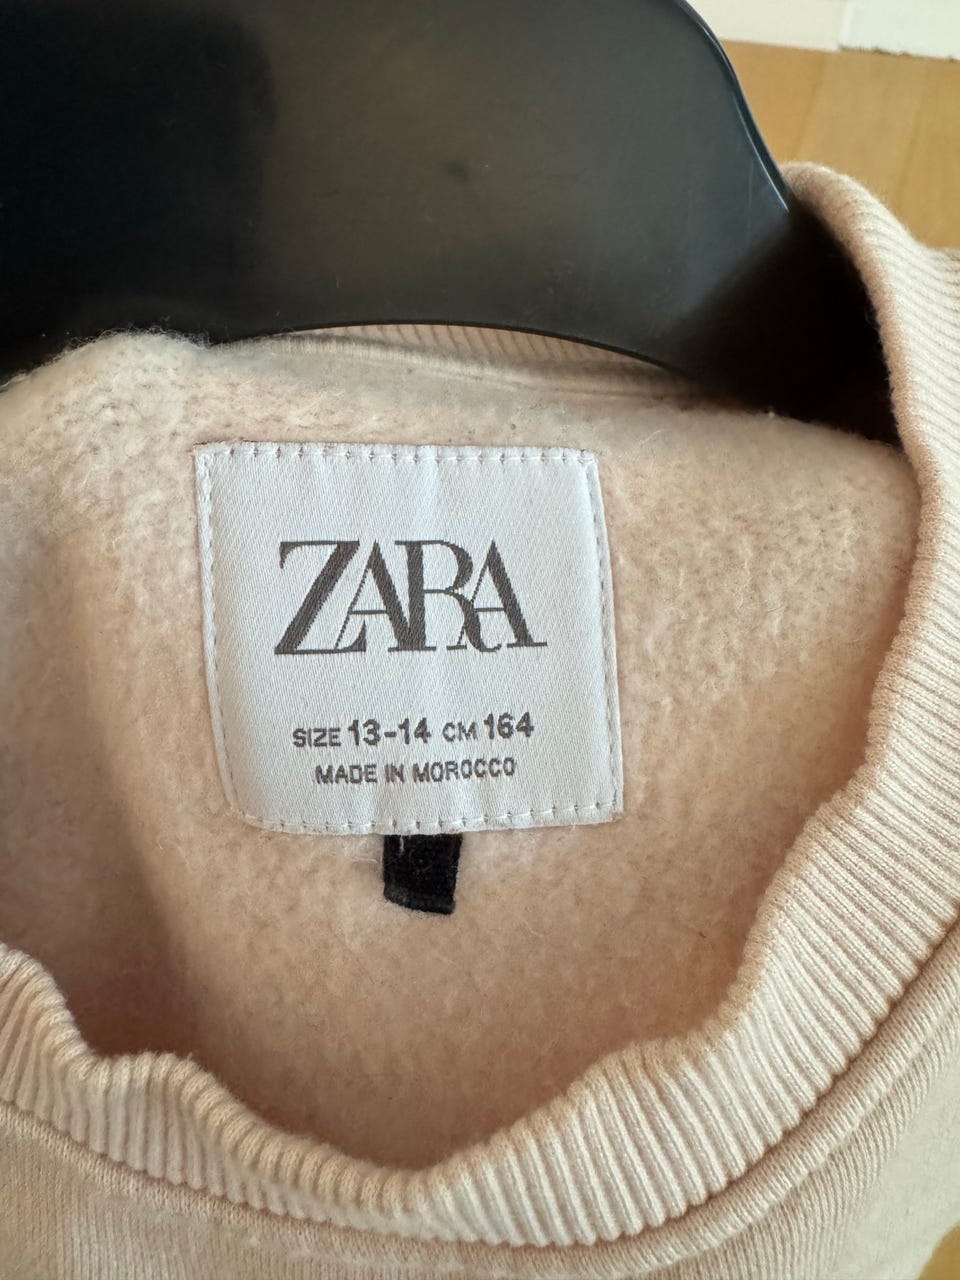 ZARA
SIZE 13-14 CM 164
MADE IN MOROCCO